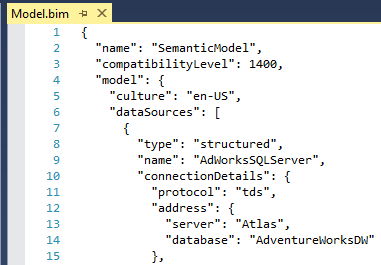 Model.bim
1 {
2 "name": "SemanticModel",
3 "compatibilityLevel": 1400,
4 "model": {
5 "culture": "en-US",
6 "dataSources": [
7 {
8 "type": "structured",
9 "name": "AdWorksSQLServer",
10 "connectionDetails": {
11 "protocol": "tds",
12 "address": {
13 "server": "Atlas",
14 "database": "AdventureWorksDW"
15 },